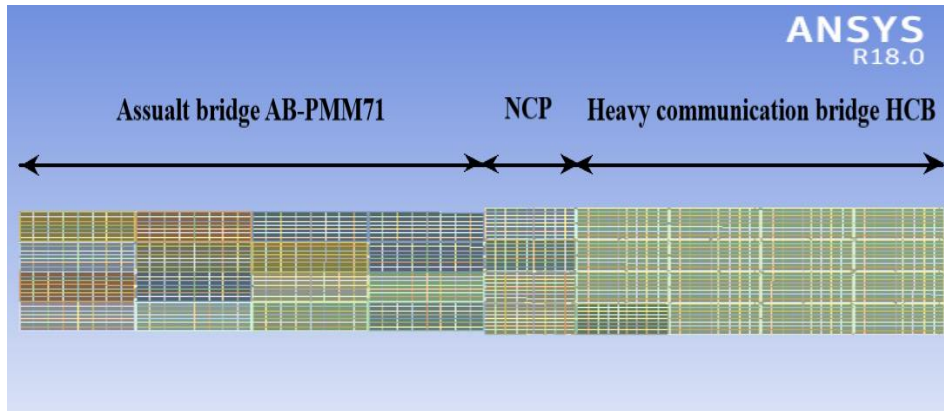 ANSYS
R18.0
Assualt bridge AB-PMM71 NCP Heavy communication bridge HCB